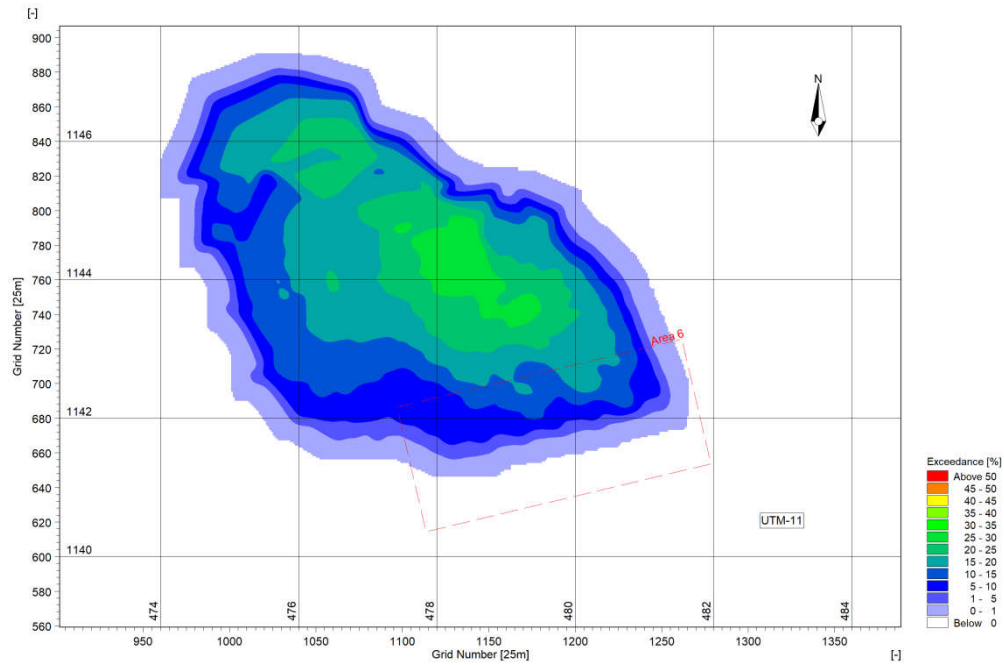 [-]
900
880
860
840
820
800
780
760
740
720
700
680
660
640
620
600
580
560
Grid Number [25m]
1146
1144
1142
1140
N
Area 6
UTM-11
474
476
478
480
482
484
950
1000
1050
1100
1150
1200
1250
1300
1350
Grid Number [25m]
[-]
Exceedance [%]
Above 50
45 - 50
40 - 45
35 - 40
30 - 35
25 - 30
20 - 25
15 - 20
10 - 15
5 - 10
1 - 5
0 - 1
Below 0